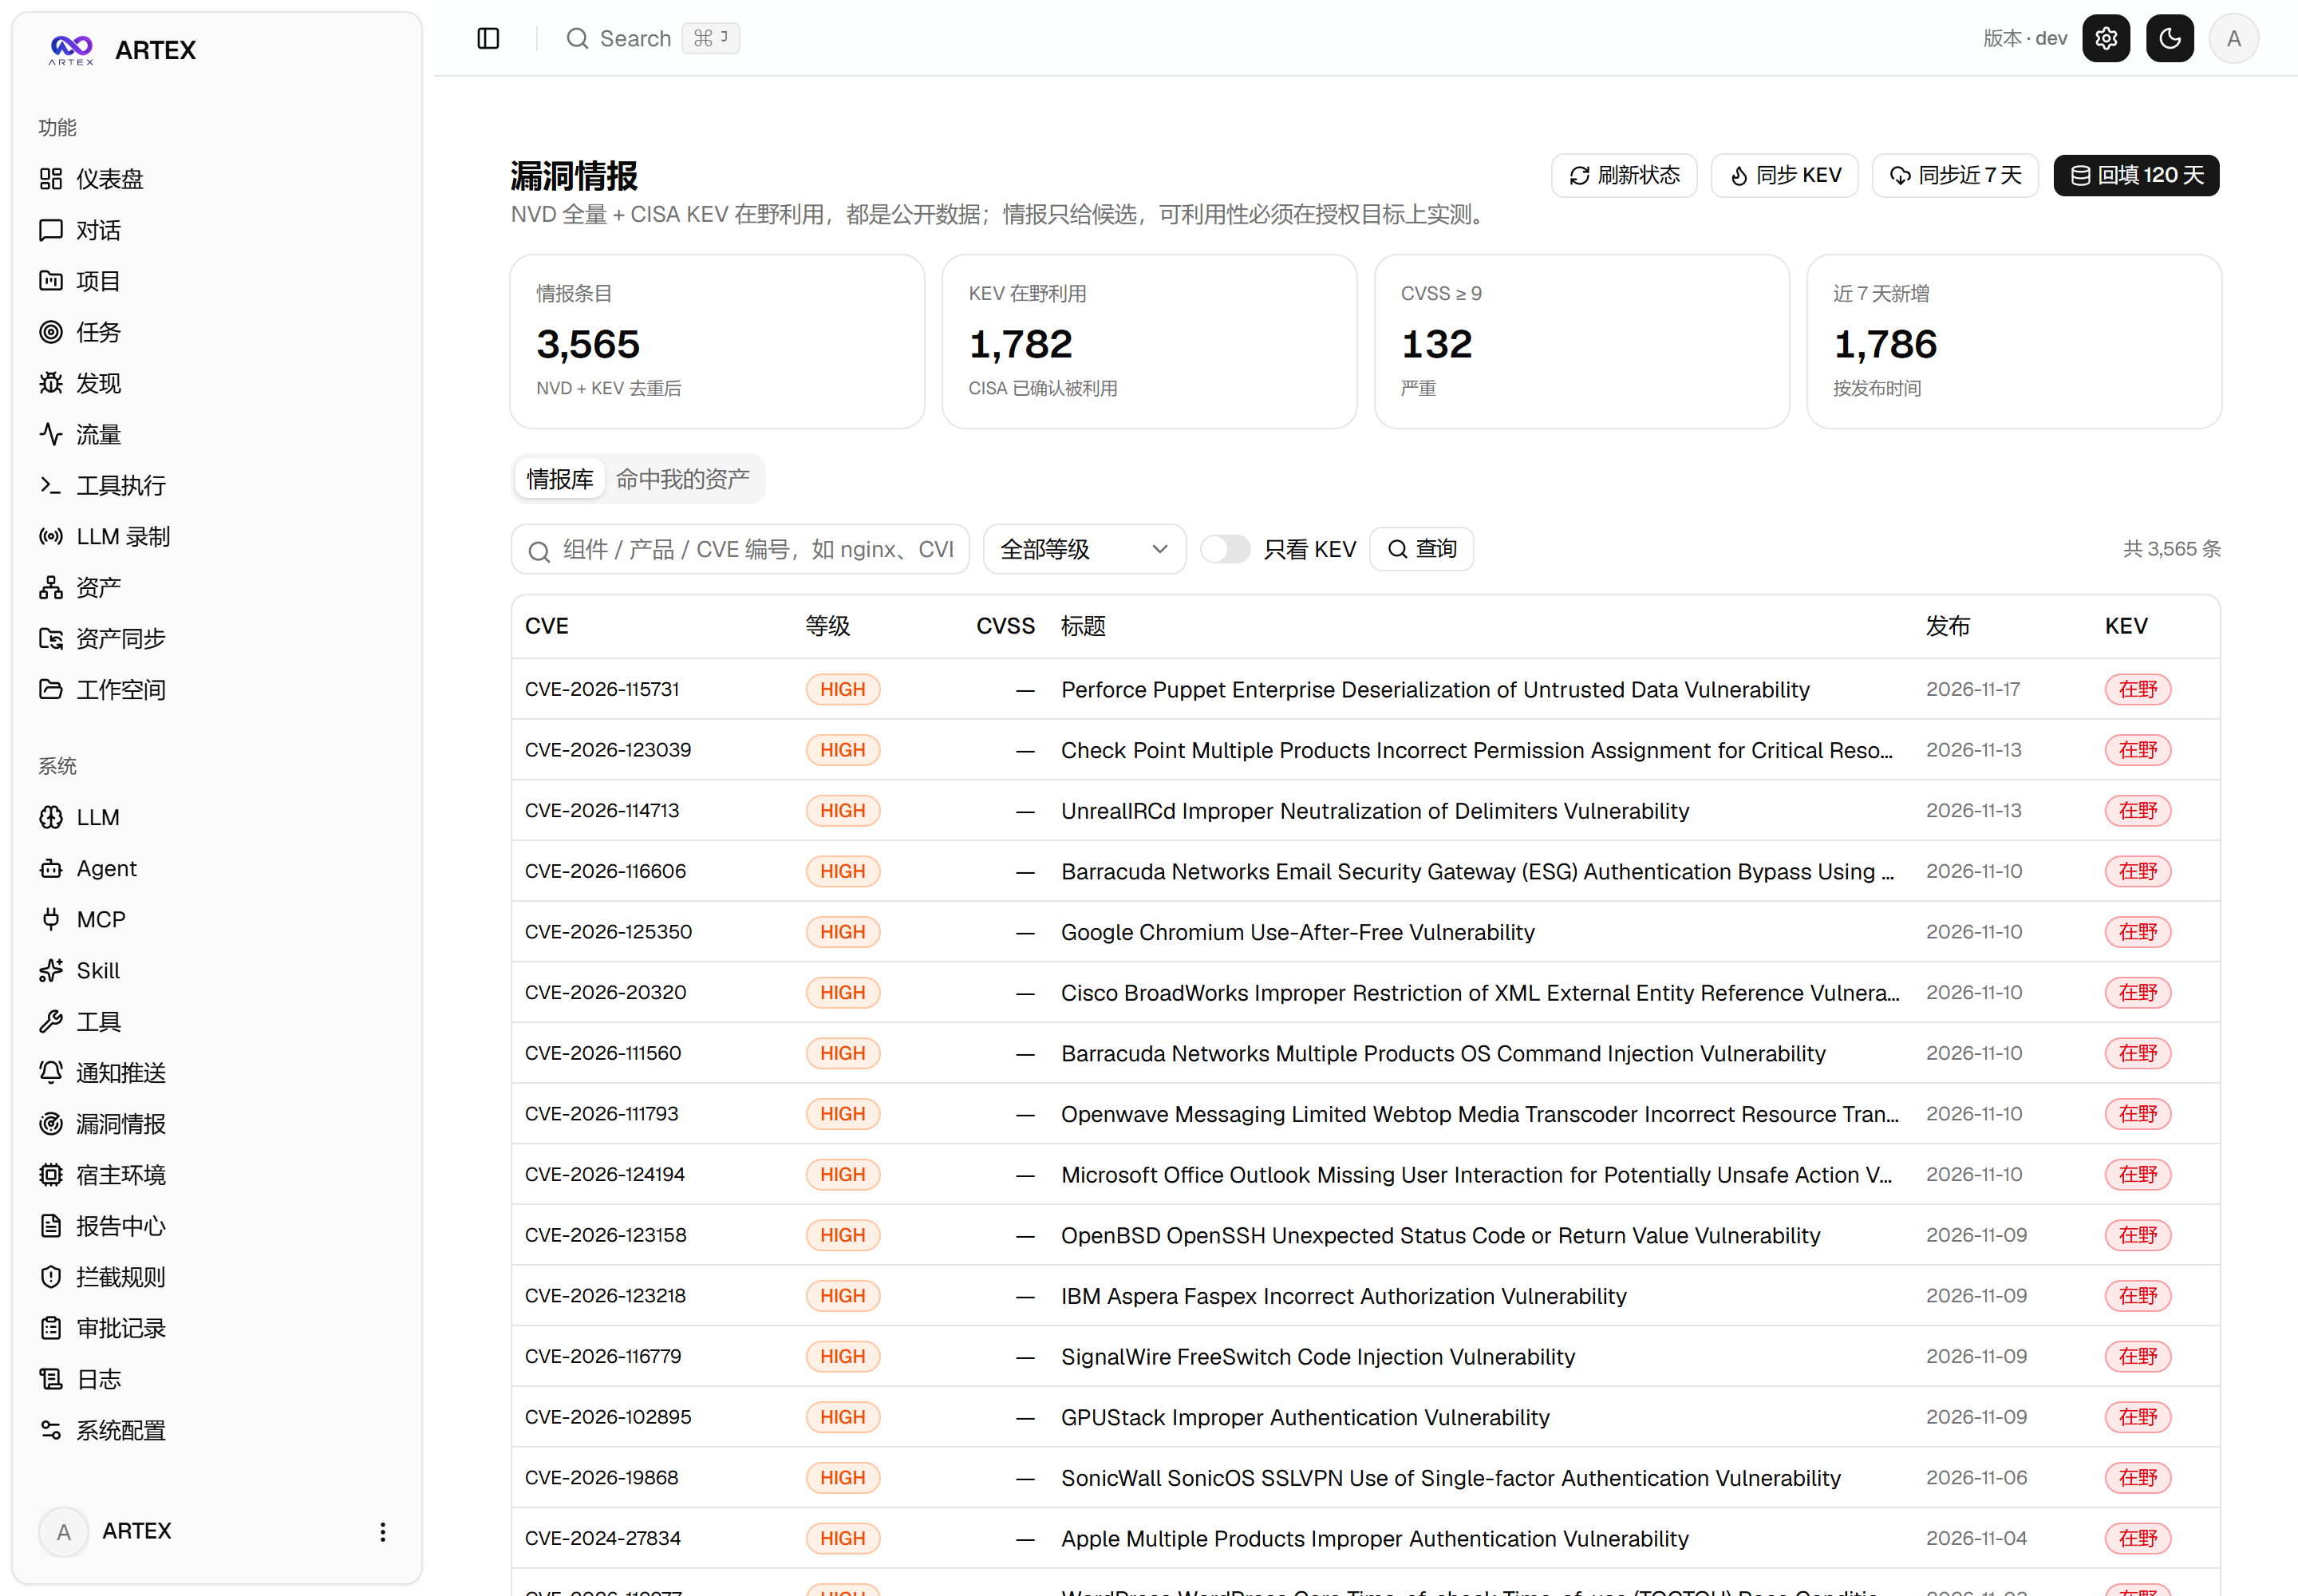 ARTEX
ARTEX
功能
仪表盘
对话
项目
任务
发现
流量
工具执行
LLM 录制
资产
资产同步
工作空间
系统
LLM
Agent
MCP
Skill
工具
通知推送
漏洞情报
宿主环境
报告中心
拦截规则
审批记录
日志
系统配置
A
ARTEX
Search ⌘ J
版本 · dev
A
漏洞情报
NVD 全量 + CISA KEV 在野利用，都是公开数据；情报只给候选，可利用性必须在授权目标上实测。
刷新状态
同步 KEV
同步近 7 天
回填 120 天
情报条目
3,565
NVD + KEV 去重后
KEV 在野利用
1,782
CISA 已确认被利用
CVSS ≥ 9
132
严重
近 7 天新增
1,786
按发布时间
情报库
命中我的资产
组件 / 产品 / CVE 编号，如 nginx、CVI
全部等级
只看 KEV
查询
共 3,565 条
CVE 等级 CVSS 标题 发布 KEV
CVE-2026-115731 HIGH — Perforce Puppet Enterprise Deserialization of Untrusted Data Vulnerability 2026-11-17 在野
CVE-2026-123039 HIGH — Check Point Multiple Products Incorrect Permission Assignment for Critical Reso... 2026-11-13 在野
CVE-2026-114713 HIGH — UnrealIRCd Improper Neutralization of Delimiters Vulnerability 2026-11-13 在野
CVE-2026-116606 HIGH — Barracuda Networks Email Security Gateway (ESG) Authentication Bypass Using ... 2026-11-10 在野
CVE-2026-125350 HIGH — Google Chromium Use-After-Free Vulnerability 2026-11-10 在野
CVE-2026-20320 HIGH — Cisco BroadWorks Improper Restriction of XML External Entity Reference Vulnera... 2026-11-10 在野
CVE-2026-111560 HIGH — Barracuda Networks Multiple Products OS Command Injection Vulnerability 2026-11-10 在野
CVE-2026-111793 HIGH — Openwave Messaging Limited Webtop Media Transcoder Incorrect Resource Tran... 2026-11-10 在野
CVE-2026-124194 HIGH — Microsoft Office Outlook Missing User Interaction for Potentially Unsafe Action V... 2026-11-10 在野
CVE-2026-123158 HIGH — OpenBSD OpenSSH Unexpected Status Code or Return Value Vulnerability 2026-11-09 在野
CVE-2026-123218 HIGH — IBM Aspera Faspex Incorrect Authorization Vulnerability 2026-11-09 在野
CVE-2026-116779 HIGH — SignalWire FreeSwitch Code Injection Vulnerability 2026-11-09 在野
CVE-2026-102895 HIGH — GPUStack Improper Authentication Vulnerability 2026-11-09 在野
CVE-2026-19868 HIGH — SonicWall SonicOS SSLVPN Use of Single-factor Authentication Vulnerability 2026-11-06 在野
CVE-2024-27834 HIGH — Apple Multiple Products Improper Authentication Vulnerability 2026-11-04 在野